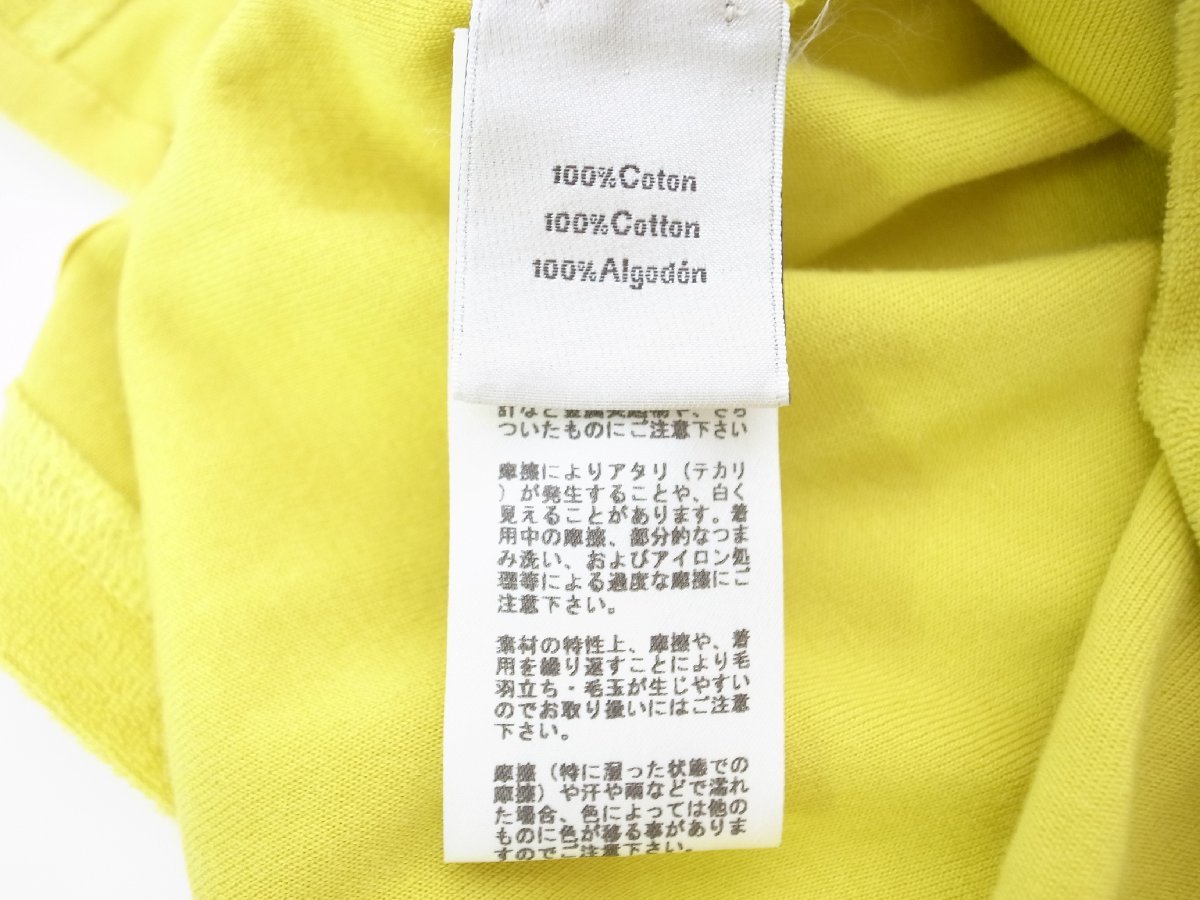 100%Coton
100%Cotton
100%Algodón
ついたものにご注意下さい
摩擦によりアタリ（テカリ
）が発生することや、白く
見えることがあります。着
用中の摩擦、部分的なつま
み洗い、およびアイロン処
理等による過度な摩擦にご
注意下さい。
素材の特性上、摩擦や、着
用を繰り返すことにより毛
羽立ち・毛玉が生じやすい
のでお取り扱いにはご注意
下さい。
摩擦（特に湿った状態での
摩擦）や汗や雨などで濡れ
た場合、色によっては他の
ものに色が移る事がありま
すのでご注意下さい。